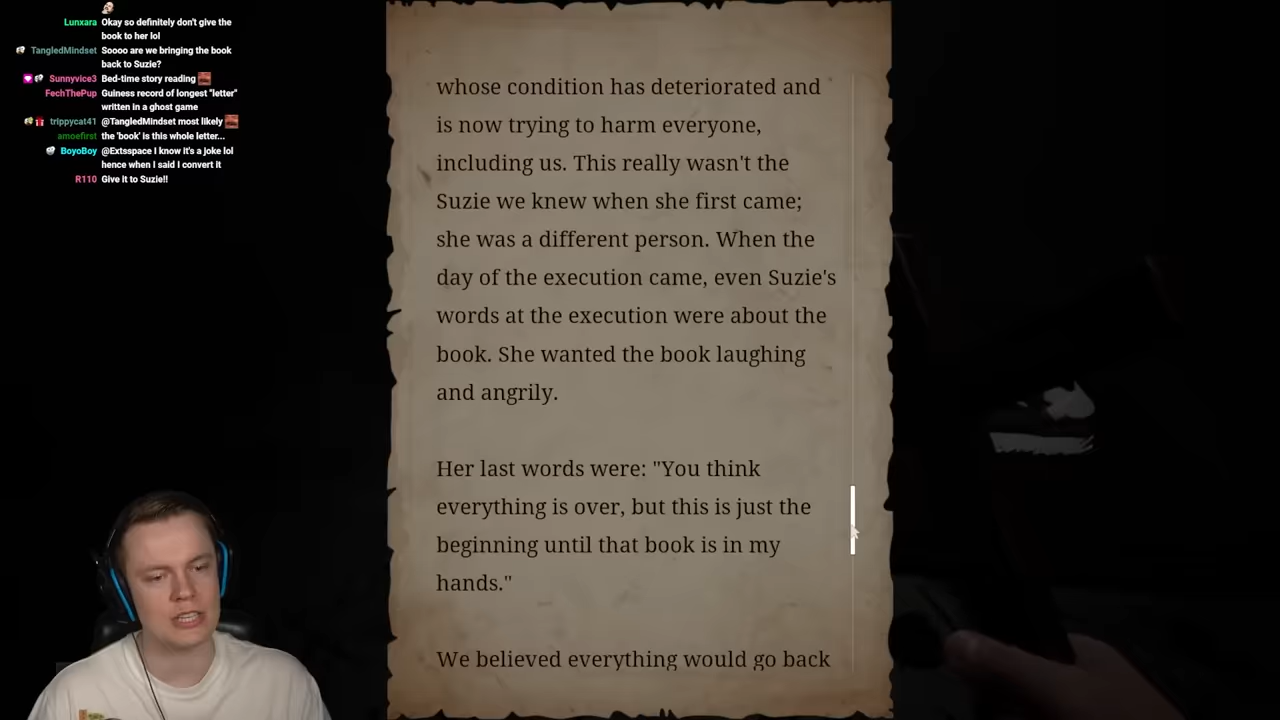 Lunxara Okay so definitely don't give the
book to her lol
TangledMindset Soooo are we bringing the book
back to Suzie?
Sunnyvice3 Bed-time story reading
FechThePup Guiness record of longest "letter"
written in a ghost game
trippycat41 @TangledMindset most likely
amoefirst the 'book' is this whole letter...
BoyoBoy @Extsspace I know it's a joke lol
hence when I said I convert it
R110 Give it to Suzie!!
whose condition has deteriorated and
is now trying to harm everyone,
including us. This really wasn't the
Suzie we knew when she first came;
she was a different person. When the
day of the execution came, even Suzie's
words at the execution were about the
book. She wanted the book laughing
and angrily.
Her last words were: "You think
everything is over, but this is just the
beginning until that book is in my
hands."
We believed everything would go back